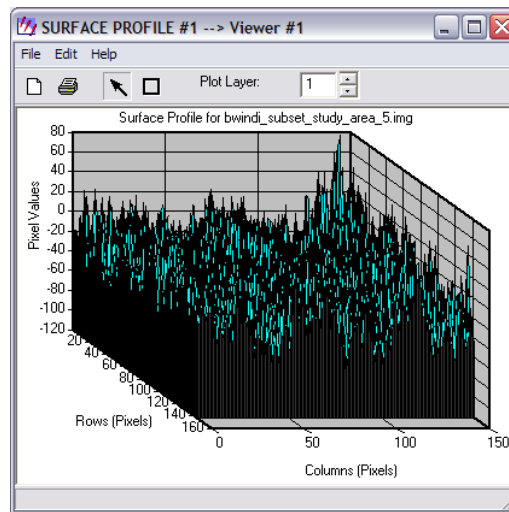 SURFACE PROFILE #1 --> Viewer #1
File Edit Help
Plot Layer: 1
Surface Profile for bwindi_subset_study_area_5.img
80
60
40
20
0
-20
-40
-60
-80
-100
-120
Pixel Values
20
40
60
80
100
120
140
160
Rows (Pixels)
0 50 100 150
Columns (Pixels)